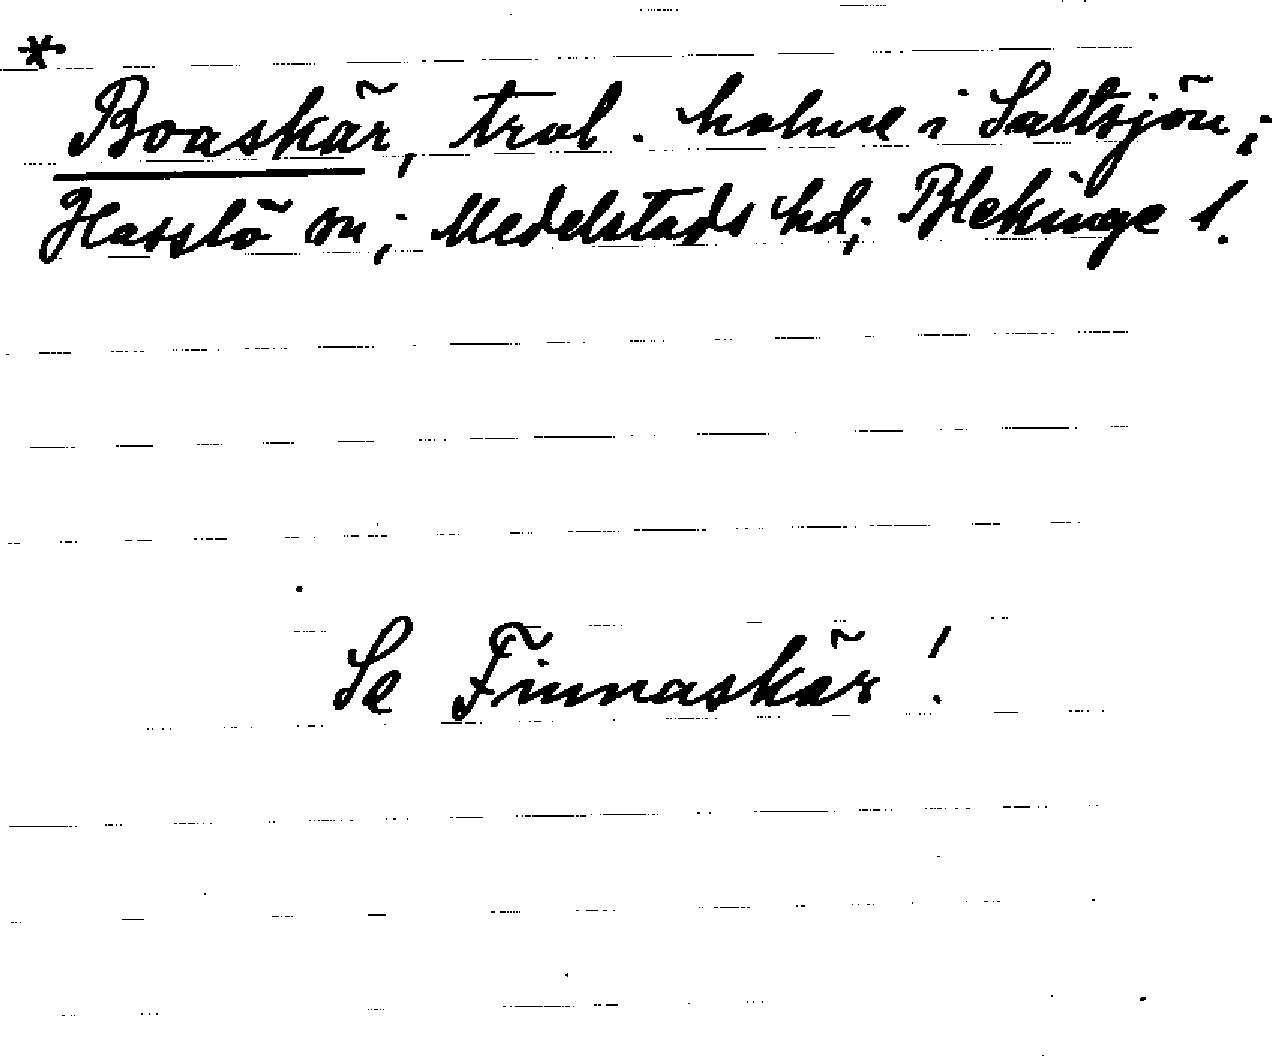 * Boaskär, trol. holme i Saltsjön;
Hasslö sn; Medelstads hd; Blekinge l.
Se Finnaskär!